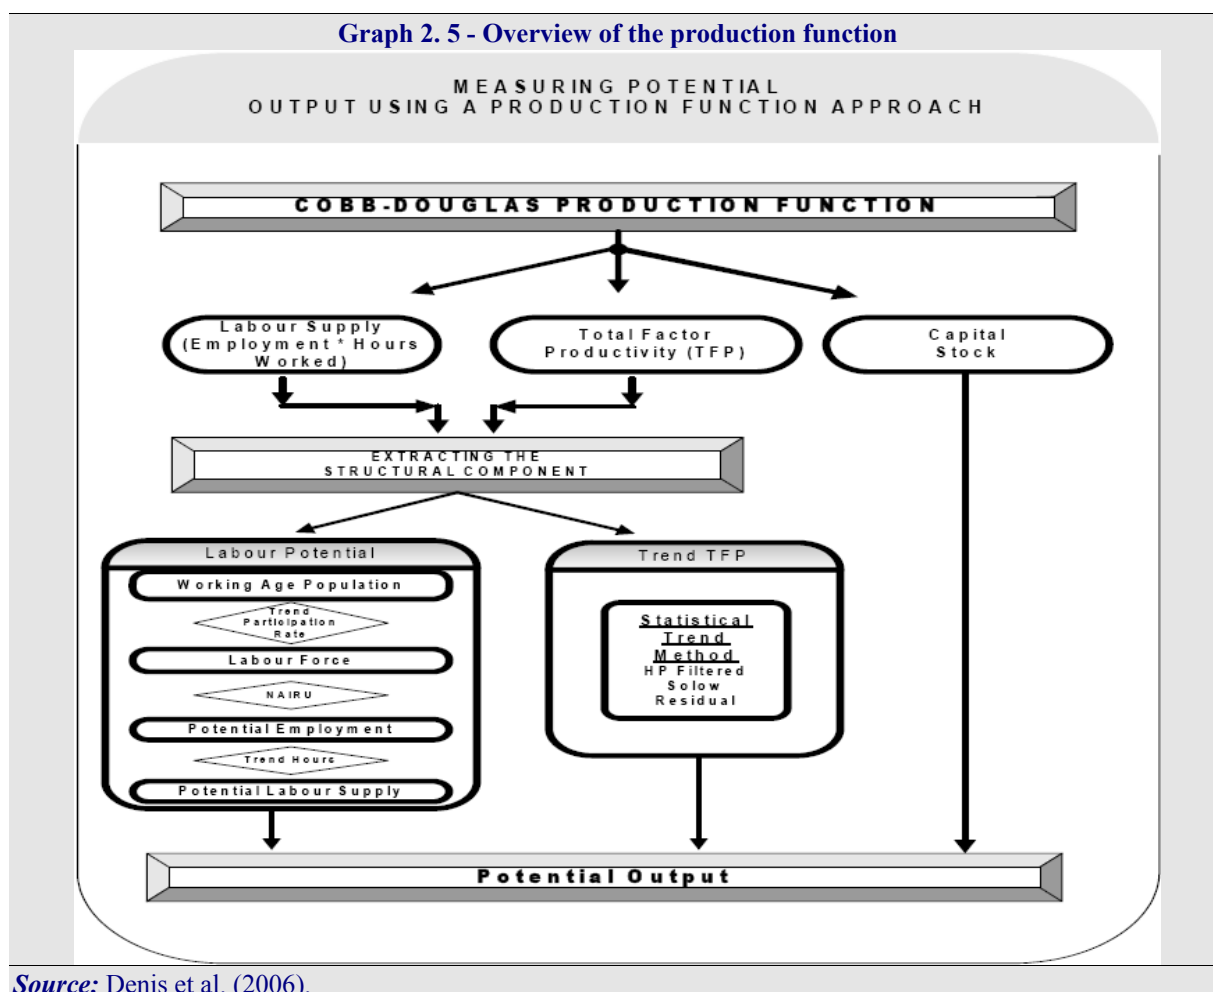 Graph 2. 5 - Overview of the production function
MEASURING POTENTIAL
OUTPUT USING A PRODUCTION FUNCTION APPROACH
COBB-DOUGLAS PRODUCTION FUNCTION
Labour Supply
(Employment * Hours
Worked)
Total Factor
Productivity (TFP)
Capital
Stock
EXTRACTING THE
STRUCTURAL COMPONENT
Labour Potential
Working Age Population
Trend
Participation
Rate
Labour Force
NAIRU
Potential Employment
Trend Hours
Potential Labour Supply
Trend TFP
Statistical
Trend
Method
HP Filtered
Solow
Residual
Potential Output
Source: Denis et al. (2006).